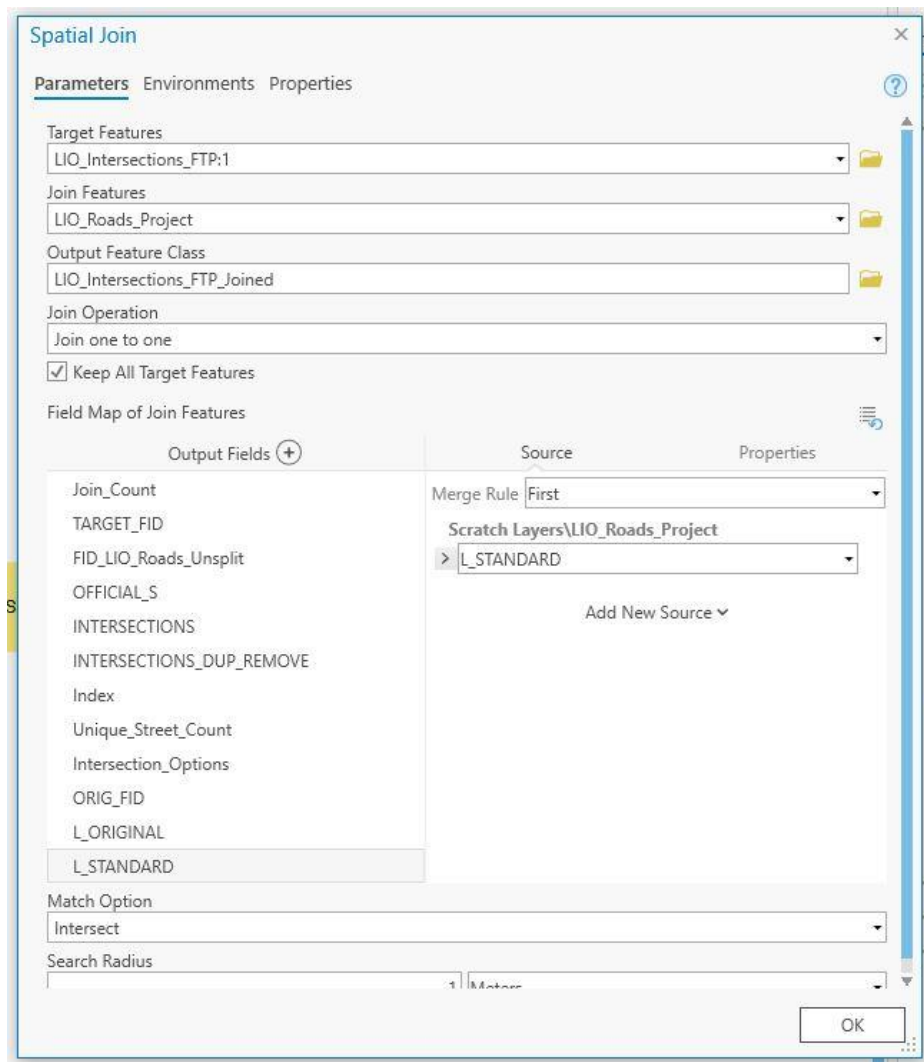 Spatial Join
Parameters Environments Properties
Target Features
LIO_Intersections_FTP:1
Join Features
LIO_Roads_Project
Output Feature Class
LIO_Intersections_FTP_Joined
Join Operation
Join one to one
Keep All Target Features
Field Map of Join Features
Output Fields
Source Properties
Join_Count
TARGET_FID
FID_LIO_Roads_Unsplit
OFFICIAL_S
INTERSECTIONS
INTERSECTIONS_DUP_REMOVE
Index
Unique_Street_Count
Intersection_Options
ORIG_FID
L_ORIGINAL
L_STANDARD
Merge Rule First
Scratch Layers\LIO_Roads_Project
L_STANDARD
Add New Source
Match Option
Intersect
Search Radius
1 Meters
OK
s